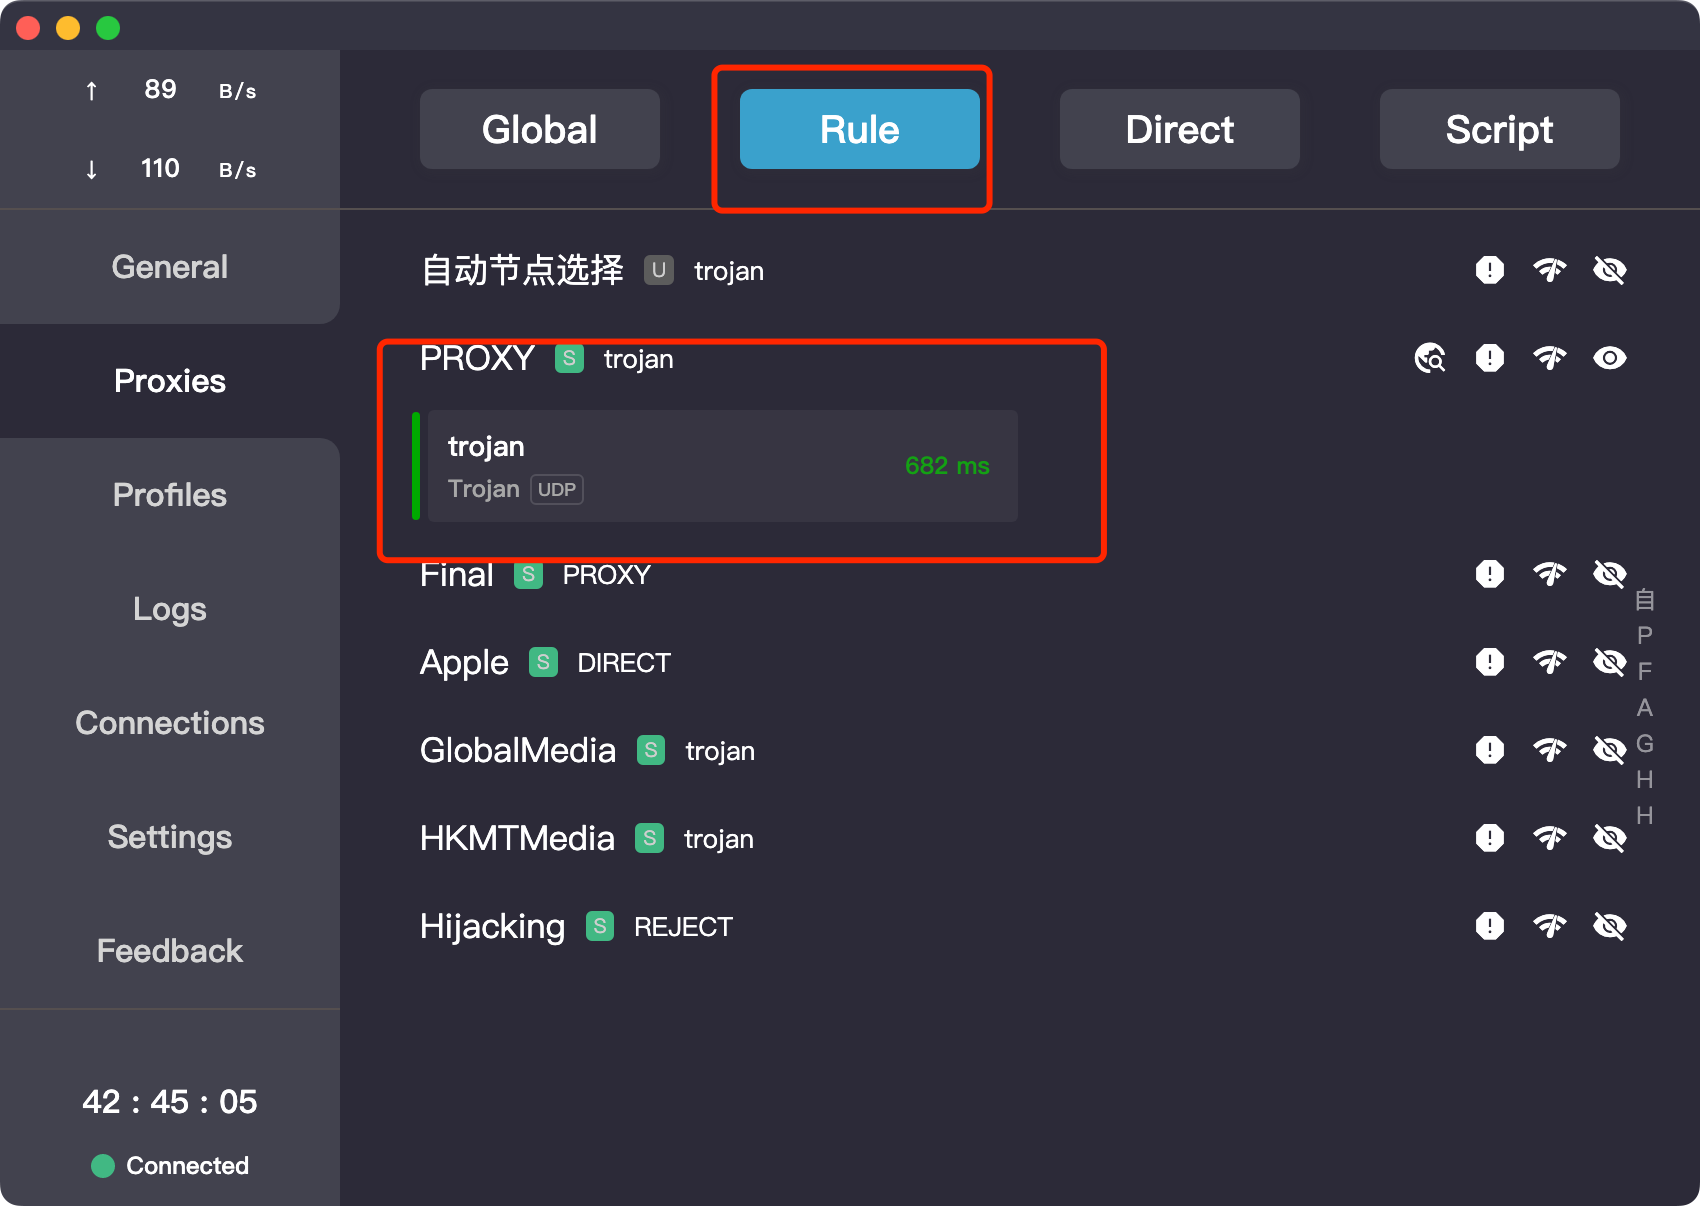 ↑ 89 B/s
↓ 110 B/s
General
Proxies
Profiles
Logs
Connections
Settings
Feedback
42 : 45 : 05
Connected
Global Rule Direct Script
自动节点选择 U trojan
PROXY S trojan
trojan
Trojan UDP
682 ms
Final S PROXY
Apple S DIRECT
GlobalMedia S trojan
HKMTMedia S trojan
Hijacking S REJECT
自
P
F
A
G
H
H